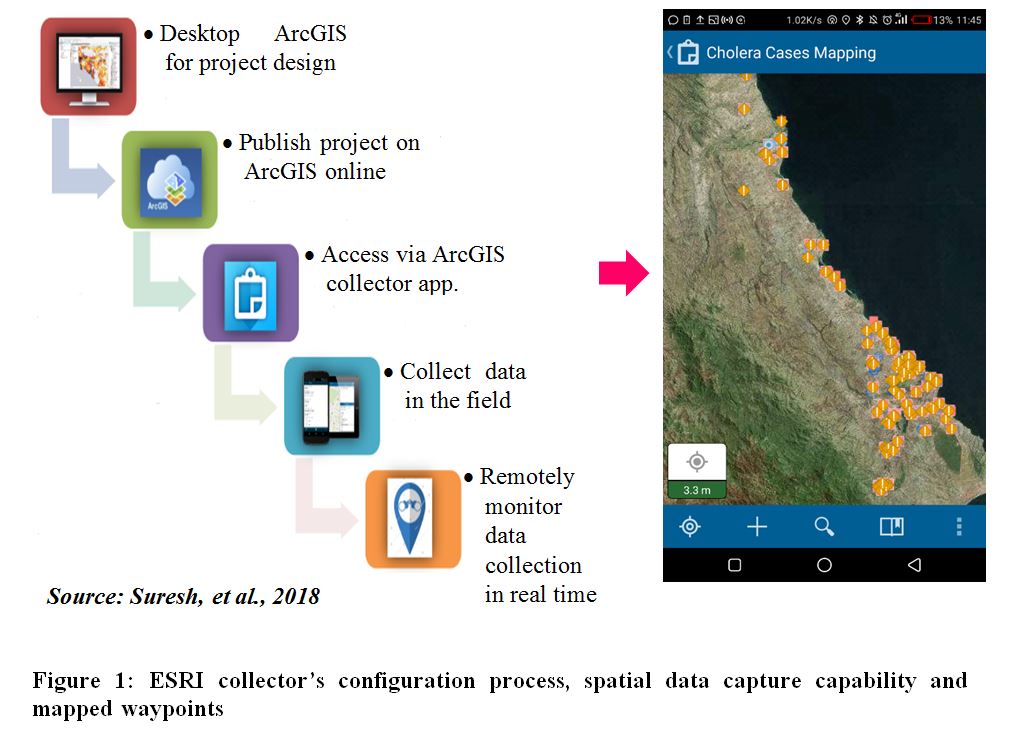 • Desktop ArcGIS
for project design
• Publish project on
ArcGIS online
ArcGIS
• Access via ArcGIS
collector app.
• Collect data
in the field
• Remotely
monitor
data
collection
in real time
Source: Suresh, et al., 2018
1.02K/s 4G 13% 11:45
Cholera Cases Mapping
3.3 m
Figure 1: ESRI collector's configuration process, spatial data capture capability and
mapped waypoints